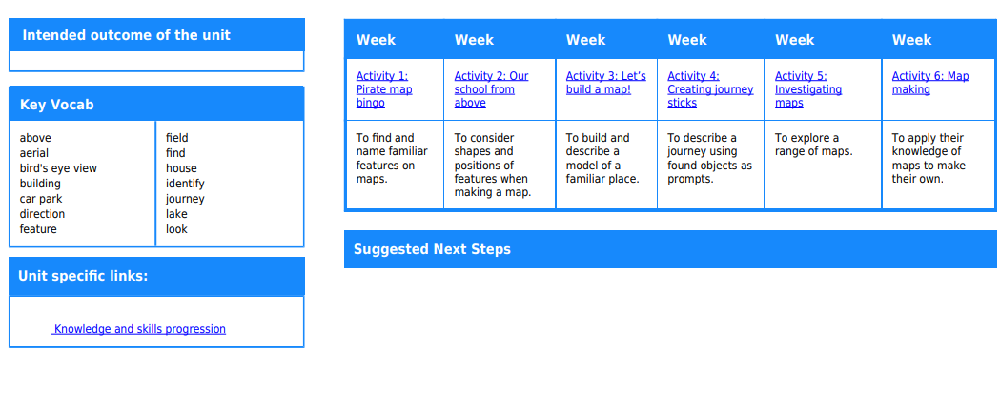 Intended outcome of the unit
Key Vocab
above
aerial
bird's eye view
building
car park
direction
feature
field
find
house
identify
journey
lake
look
Unit specific links:
Knowledge and skills progression
Week Week Week Week Week Week
Activity 1:
Pirate map
bingo
Activity 2: Our
school from
above
Activity 3: Let's
build a map!
Activity 4:
Creating journey
sticks
Activity 5:
Investigating
maps
Activity 6: Map
making
To find and
name familiar
features on
maps.
To consider
shapes and
positions of
features when
making a map.
To build and
describe a
model of a
familiar place.
To describe a
journey using
found objects as
prompts.
To explore a
range of maps.
To apply their
knowledge of
maps to make
their own.
Suggested Next Steps